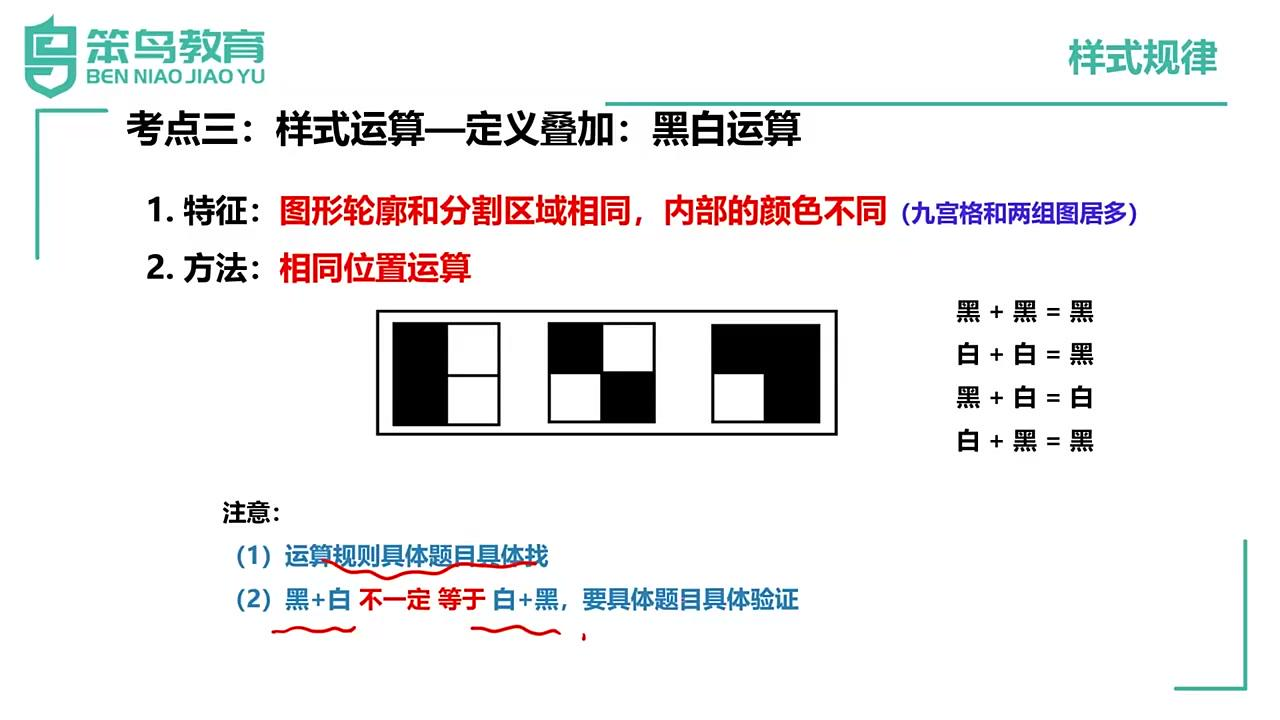 笨鸟教育
BEN NIAO JIAO YU
样式规律
考点三：样式运算—定义叠加：黑白运算
1. 特征：图形轮廓和分割区域相同，内部的颜色不同（九宫格和两组图居多）
2. 方法：相同位置运算
黑 + 黑 = 黑
白 + 白 = 黑
黑 + 白 = 白
白 + 黑 = 黑
注意：
（1）运算规则具体题目具体找
（2）黑+白 不一定 等于 白+黑，要具体题目具体验证